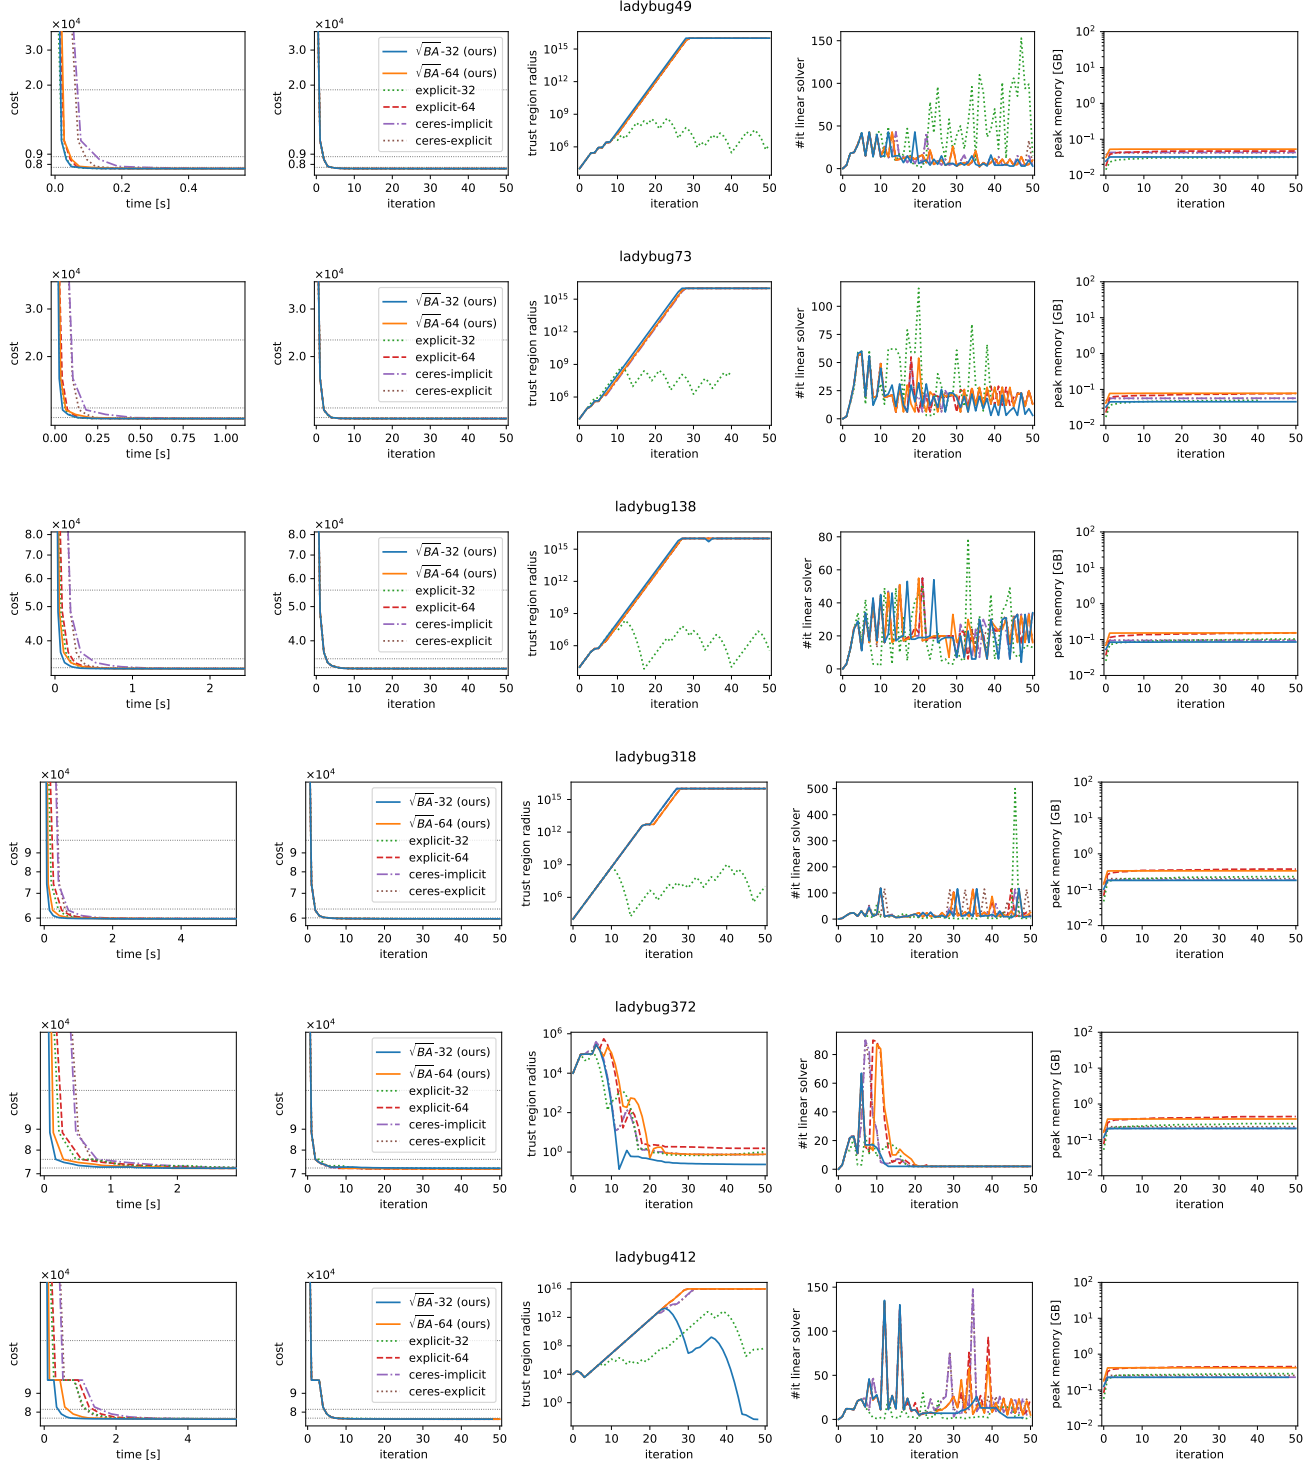 ladybug49
×10⁴
3.0
2.0
0.9
0.8
cost
0.0 0.2 0.4
time [s]
×10⁴
3.0
2.0
0.9
0.8
cost
√BA-32 (ours)
√BA-64 (ours)
explicit-32
explicit-64
ceres-implicit
ceres-explicit
0 10 20 30 40 50
iteration
10¹⁵
10¹²
10⁹
10⁶
trust region radius
0 10 20 30 40 50
iteration
150
100
50
0
#it linear solver
0 10 20 30 40 50
iteration
10²
10¹
10⁰
10⁻¹
10⁻²
peak memory [GB]
0 10 20 30 40 50
iteration
ladybug73
×10⁴
3.0
2.0
cost
0.00 0.25 0.50 0.75 1.00
time [s]
×10⁴
3.0
2.0
cost
√BA-32 (ours)
√BA-64 (ours)
explicit-32
explicit-64
ceres-implicit
ceres-explicit
0 10 20 30 40 50
iteration
10¹⁵
10¹²
10⁹
10⁶
trust region radius
0 10 20 30 40 50
iteration
100
75
50
25
0
#it linear solver
0 10 20 30 40 50
iteration
10²
10¹
10⁰
10⁻¹
10⁻²
peak memory [GB]
0 10 20 30 40 50
iteration
ladybug138
×10⁴
8.0
7.0
6.0
5.0
4.0
cost
0 1 2
time [s]
×10⁴
8.0
7.0
6.0
5.0
4.0
cost
√BA-32 (ours)
√BA-64 (ours)
explicit-32
explicit-64
ceres-implicit
ceres-explicit
0 10 20 30 40 50
iteration
10¹⁵
10¹²
10⁹
10⁶
trust region radius
0 10 20 30 40 50
iteration
80
60
40
20
0
#it linear solver
0 10 20 30 40 50
iteration
10²
10¹
10⁰
10⁻¹
10⁻²
peak memory [GB]
0 10 20 30 40 50
iteration
ladybug318
×10⁴
9
8
7
6
cost
0 2 4
time [s]
×10⁴
9
8
7
6
cost
√BA-32 (ours)
√BA-64 (ours)
explicit-32
explicit-64
ceres-implicit
ceres-explicit
0 10 20 30 40 50
iteration
10¹⁵
10¹²
10⁹
10⁶
trust region radius
0 10 20 30 40 50
iteration
500
400
300
200
100
0
#it linear solver
0 10 20 30 40 50
iteration
10²
10¹
10⁰
10⁻¹
10⁻²
peak memory [GB]
0 10 20 30 40 50
iteration
ladybug372
×10⁴
9
8
7
cost
0 1 2
time [s]
×10⁴
9
8
7
cost
√BA-32 (ours)
√BA-64 (ours)
explicit-32
explicit-64
ceres-implicit
ceres-explicit
0 10 20 30 40 50
iteration
10⁶
10⁴
10²
10⁰
trust region radius
0 10 20 30 40 50
iteration
80
60
40
20
0
#it linear solver
0 10 20 30 40 50
iteration
10²
10¹
10⁰
10⁻¹
10⁻²
peak memory [GB]
0 10 20 30 40 50
iteration
ladybug412
×10⁴
9
8
cost
0 2 4
time [s]
×10⁴
9
8
cost
√BA-32 (ours)
√BA-64 (ours)
explicit-32
explicit-64
ceres-implicit
ceres-explicit
0 10 20 30 40 50
iteration
10¹⁶
10¹²
10⁸
10⁴
10⁰
trust region radius
0 10 20 30 40 50
iteration
150
100
50
0
#it linear solver
0 10 20 30 40 50
iteration
10²
10¹
10⁰
10⁻¹
10⁻²
peak memory [GB]
0 10 20 30 40 50
iteration